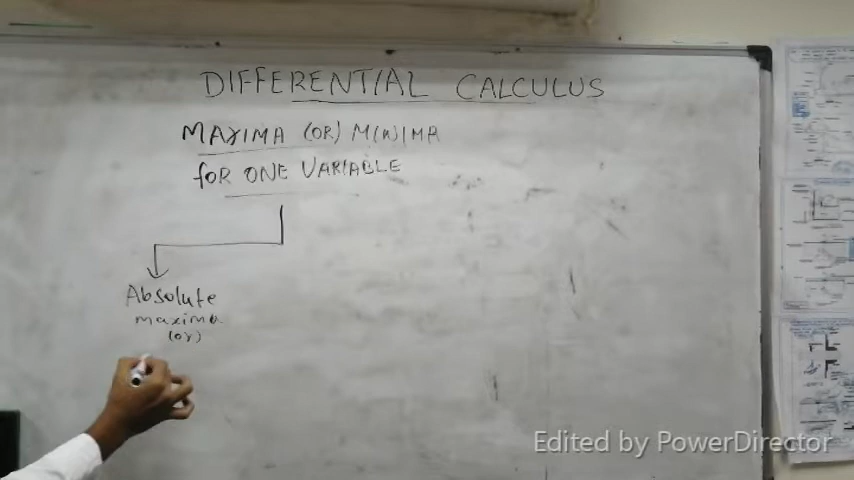 DIFFERENTIAL CALCULUS
MAXIMA (OR) MINIMA
FOR ONE VARIABLE
Absolute
maxima
(or)
Edited by PowerDirector